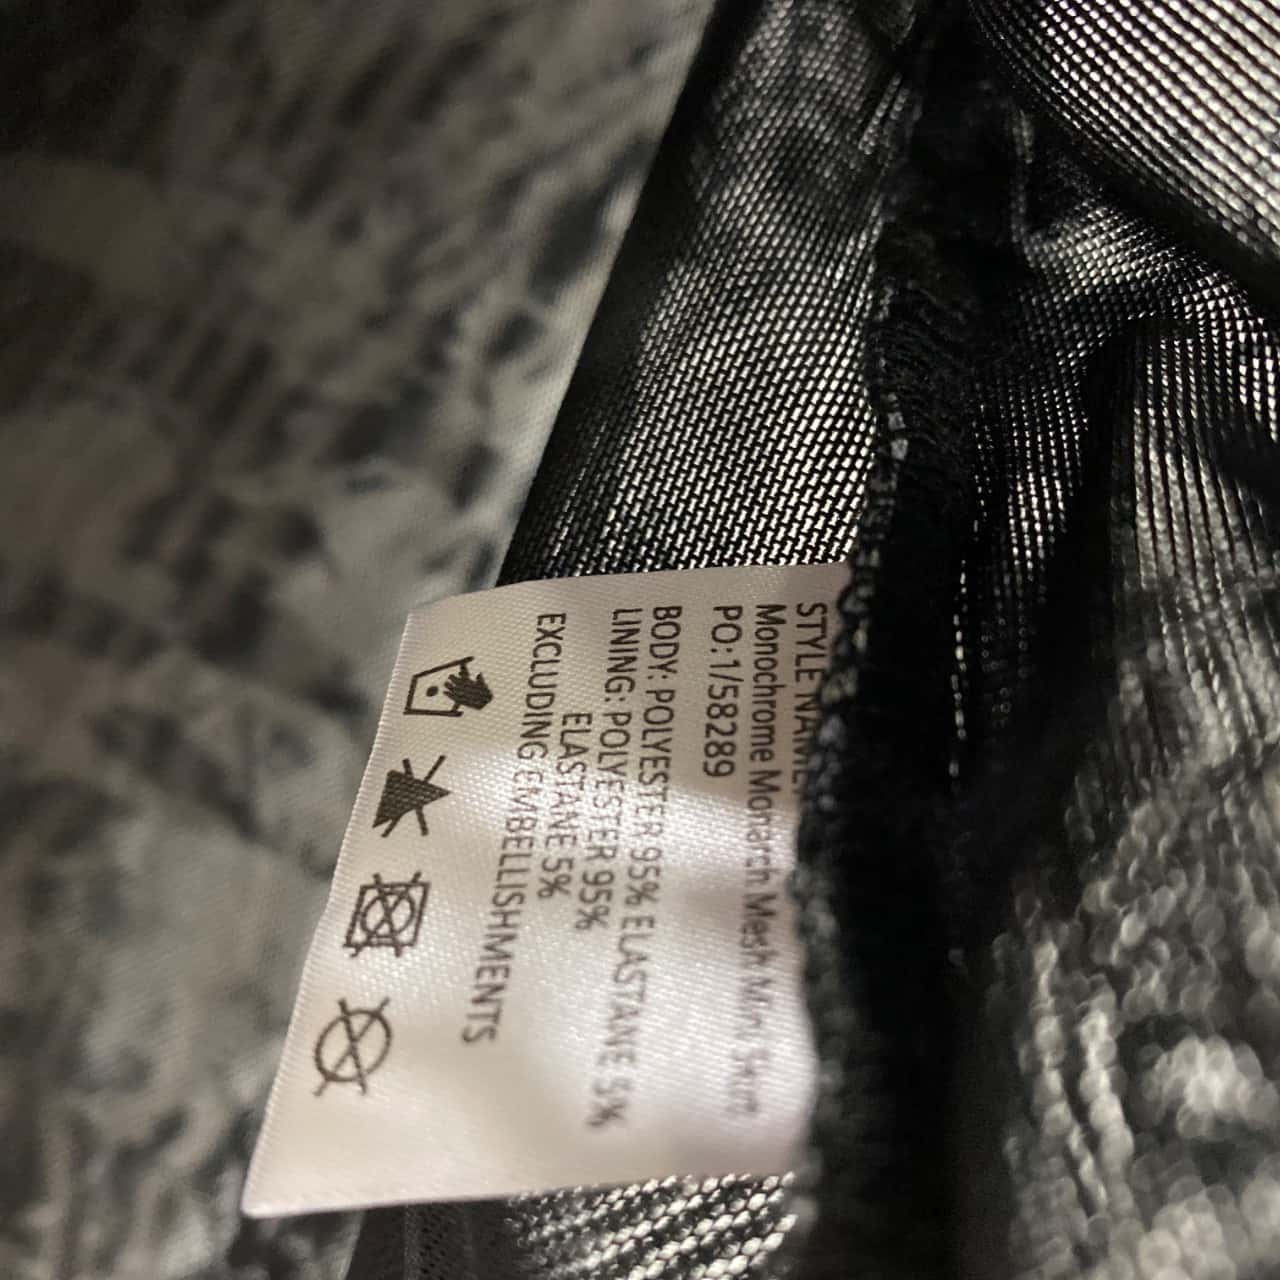 STYLE NAME:
Monochrome Monarch Mesh Mini Skirt
PO:1/58289
BODY: POLYESTER 95% ELASTANE 5%
LINING: POLYESTER 95%
ELASTANE 5%
EXCLUDING EMBELLISHMENTS